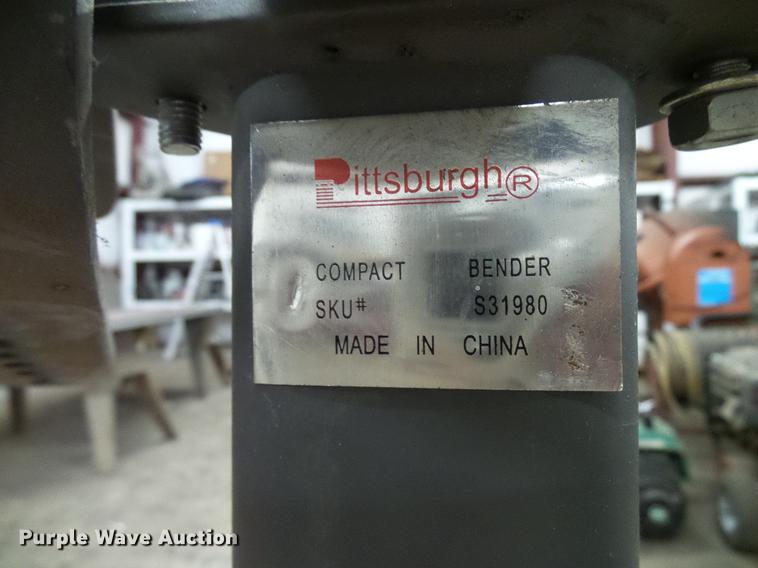 Pittsburgh®
COMPACT BENDER
SKU# S31980
MADE IN CHINA
Purple Wave Auction